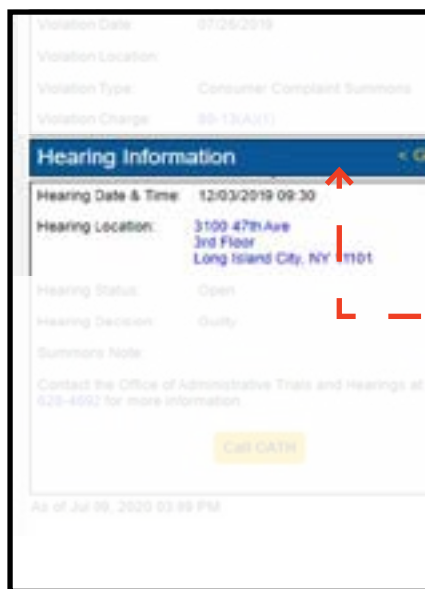 Violation Date: 07/25/2019
Violation Location:
Violation Type: Consumer Complaint Summons
Violation Charge:
Hearing Information <
Hearing Date & Time: 12/03/2019 09:30
Hearing Location: 3100 47th Ave
3rd Floor
Long Island City, NY 11101
Hearing Status: Open
Hearing Decision: Guilty
Summons Note:
Contact the Office of Administrative Trials and Hearings at
for more information
Call OATH
As of Jul 09, 2020 PM